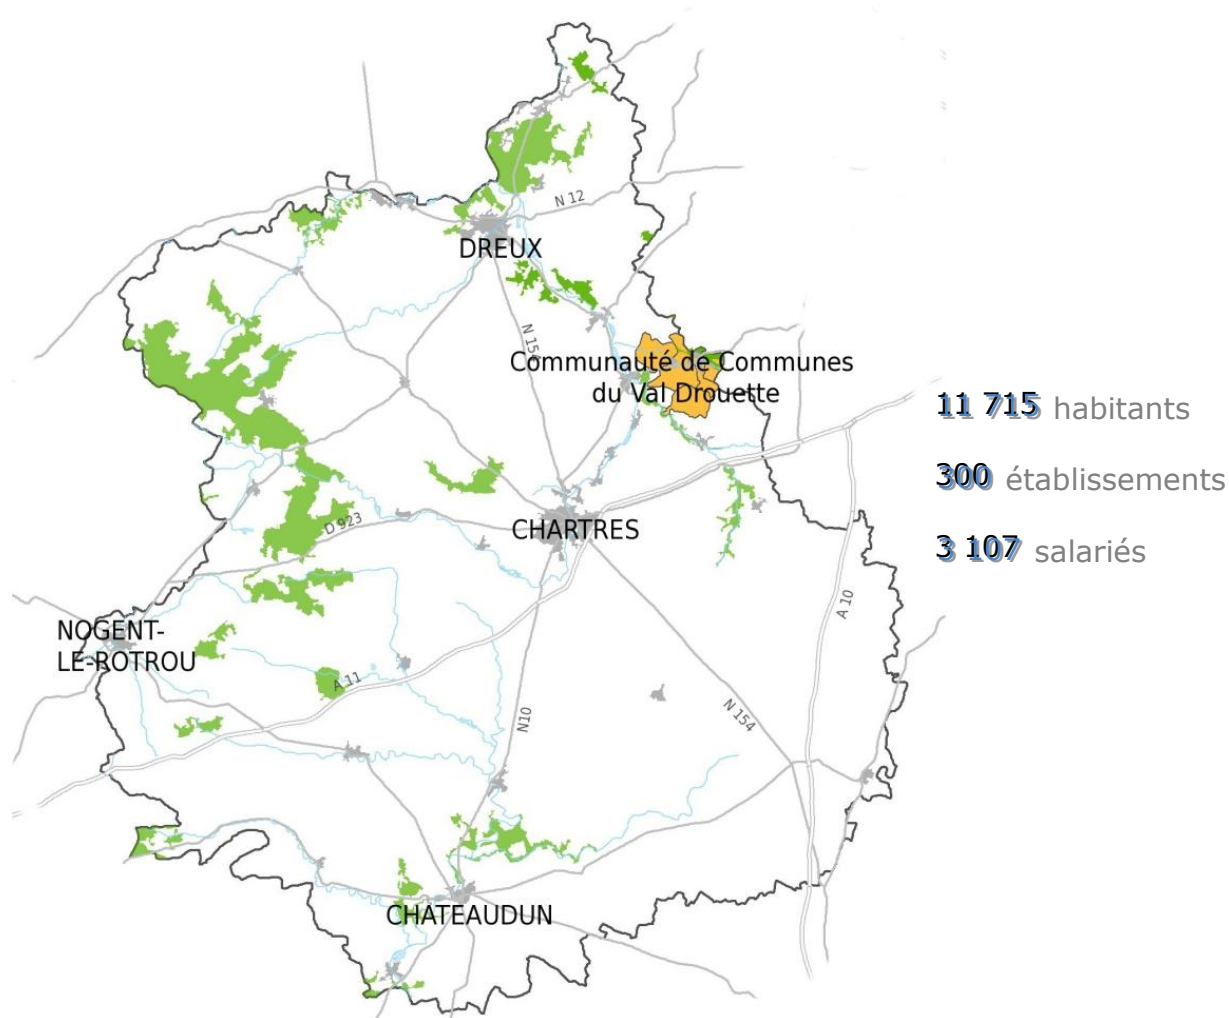 N 12
DREUX
N 154
Communauté de Communes
du Val Drouette
11 715 habitants
300 établissements
3 107 salariés
D 923
CHARTRES
A 10
NOGENT-
LE-ROTROU
A 11
N10
N 154
CHATEAUDUN